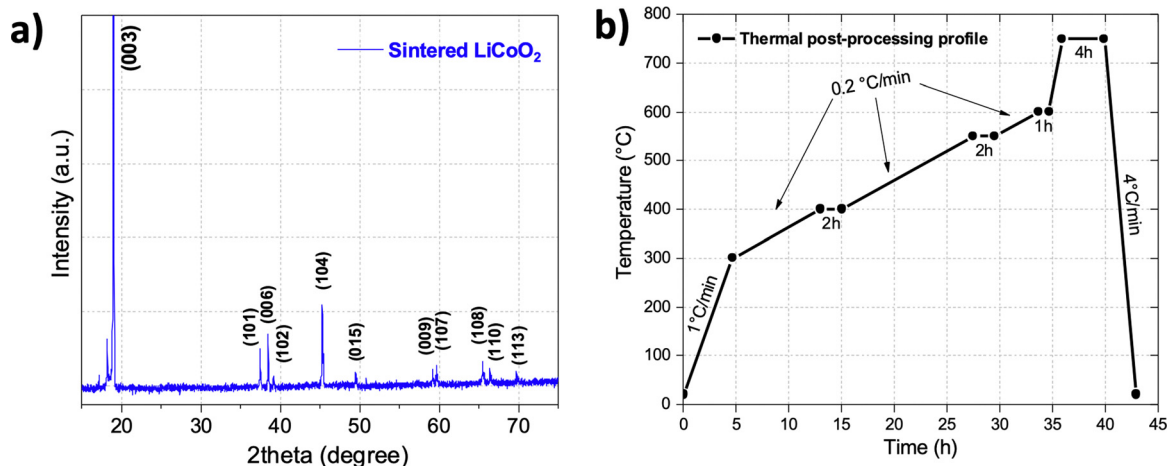 a)
Sintered LiCoO₂
(003)
(101)
(006)
(102)
(104)
(015)
(009)
(107)
(108)
(110)
(113)
Intensity (a.u.)
20 30 40 50 60 70
2theta (degree)
b)
Thermal post-processing profile
800
700
600
500
400
300
200
100
0
Temperature (°C)
1°C/min
0.2 °C/min
2h
2h
1h
4h
4°C/min
0 5 10 15 20 25 30 35 40 45
Time (h)